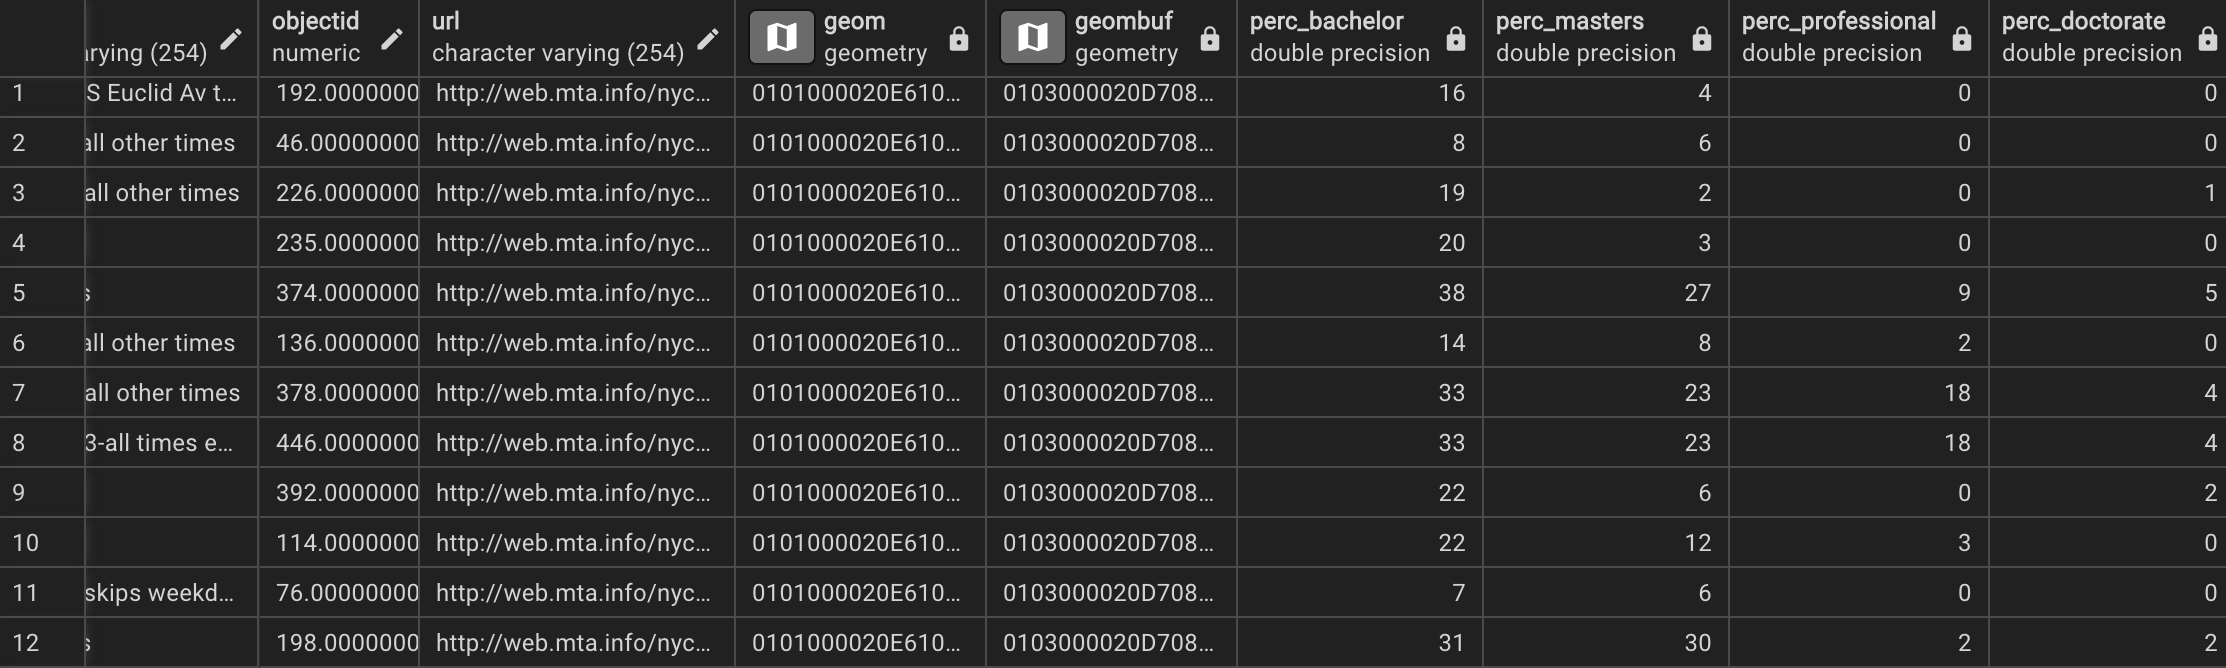 objectid url geom geombuf perc_bachelor perc_masters perc_professional perc_doctorate
(254) numeric character varying (254) geometry geometry double precision double precision double precision double precision
1 S Euclid Av t... 192.0000000 http://web.mta.info/nyc... 0101000020E610... 0103000020D708... 16 4 0 0
2 all other times 46.00000000 http://web.mta.info/nyc... 0101000020E610... 0103000020D708... 8 6 0 0
3 all other times 226.0000000 http://web.mta.info/nyc... 0101000020E610... 0103000020D708... 19 2 0 1
4 235.0000000 http://web.mta.info/nyc... 0101000020E610... 0103000020D708... 20 3 0 0
5 s 374.0000000 http://web.mta.info/nyc... 0101000020E610... 0103000020D708... 38 27 9 5
6 all other times 136.0000000 http://web.mta.info/nyc... 0101000020E610... 0103000020D708... 14 8 2 0
7 all other times 378.0000000 http://web.mta.info/nyc... 0101000020E610... 0103000020D708... 33 23 18 4
8 3-all times e... 446.0000000 http://web.mta.info/nyc... 0101000020E610... 0103000020D708... 33 23 18 4
9 392.0000000 http://web.mta.info/nyc... 0101000020E610... 0103000020D708... 22 6 0 2
10 114.0000000 http://web.mta.info/nyc... 0101000020E610... 0103000020D708... 22 12 3 0
11 skips weekd... 76.00000000 http://web.mta.info/nyc... 0101000020E610... 0103000020D708... 7 6 0 0
12 s 198.0000000 http://web.mta.info/nyc... 0101000020E610... 0103000020D708... 31 30 2 2